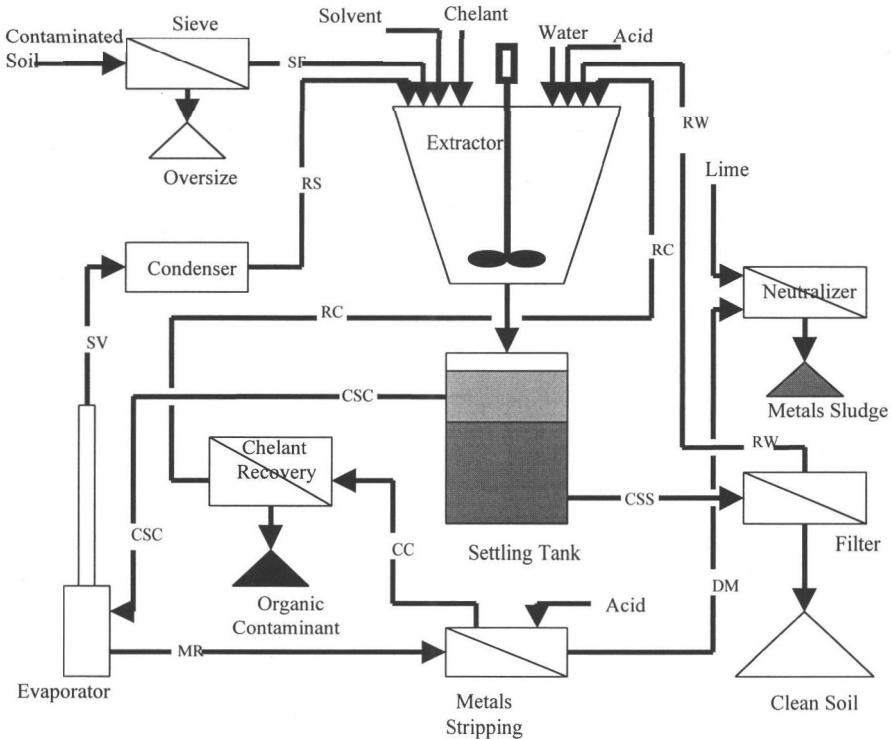 Contaminated
Soil
Sieve
Solvent
Chelant
Water
Acid
SF
RW
Extractor
Oversize
RS
Lime
RC
Condenser
Neutralizer
RC
SV
CSC
Metals Sludge
RW
Chelant
Recovery
CSS
CSC
CC
Settling Tank
Filter
DM
Organic
Contaminant
Acid
MR
Evaporator
Metals
Stripping
Clean Soil